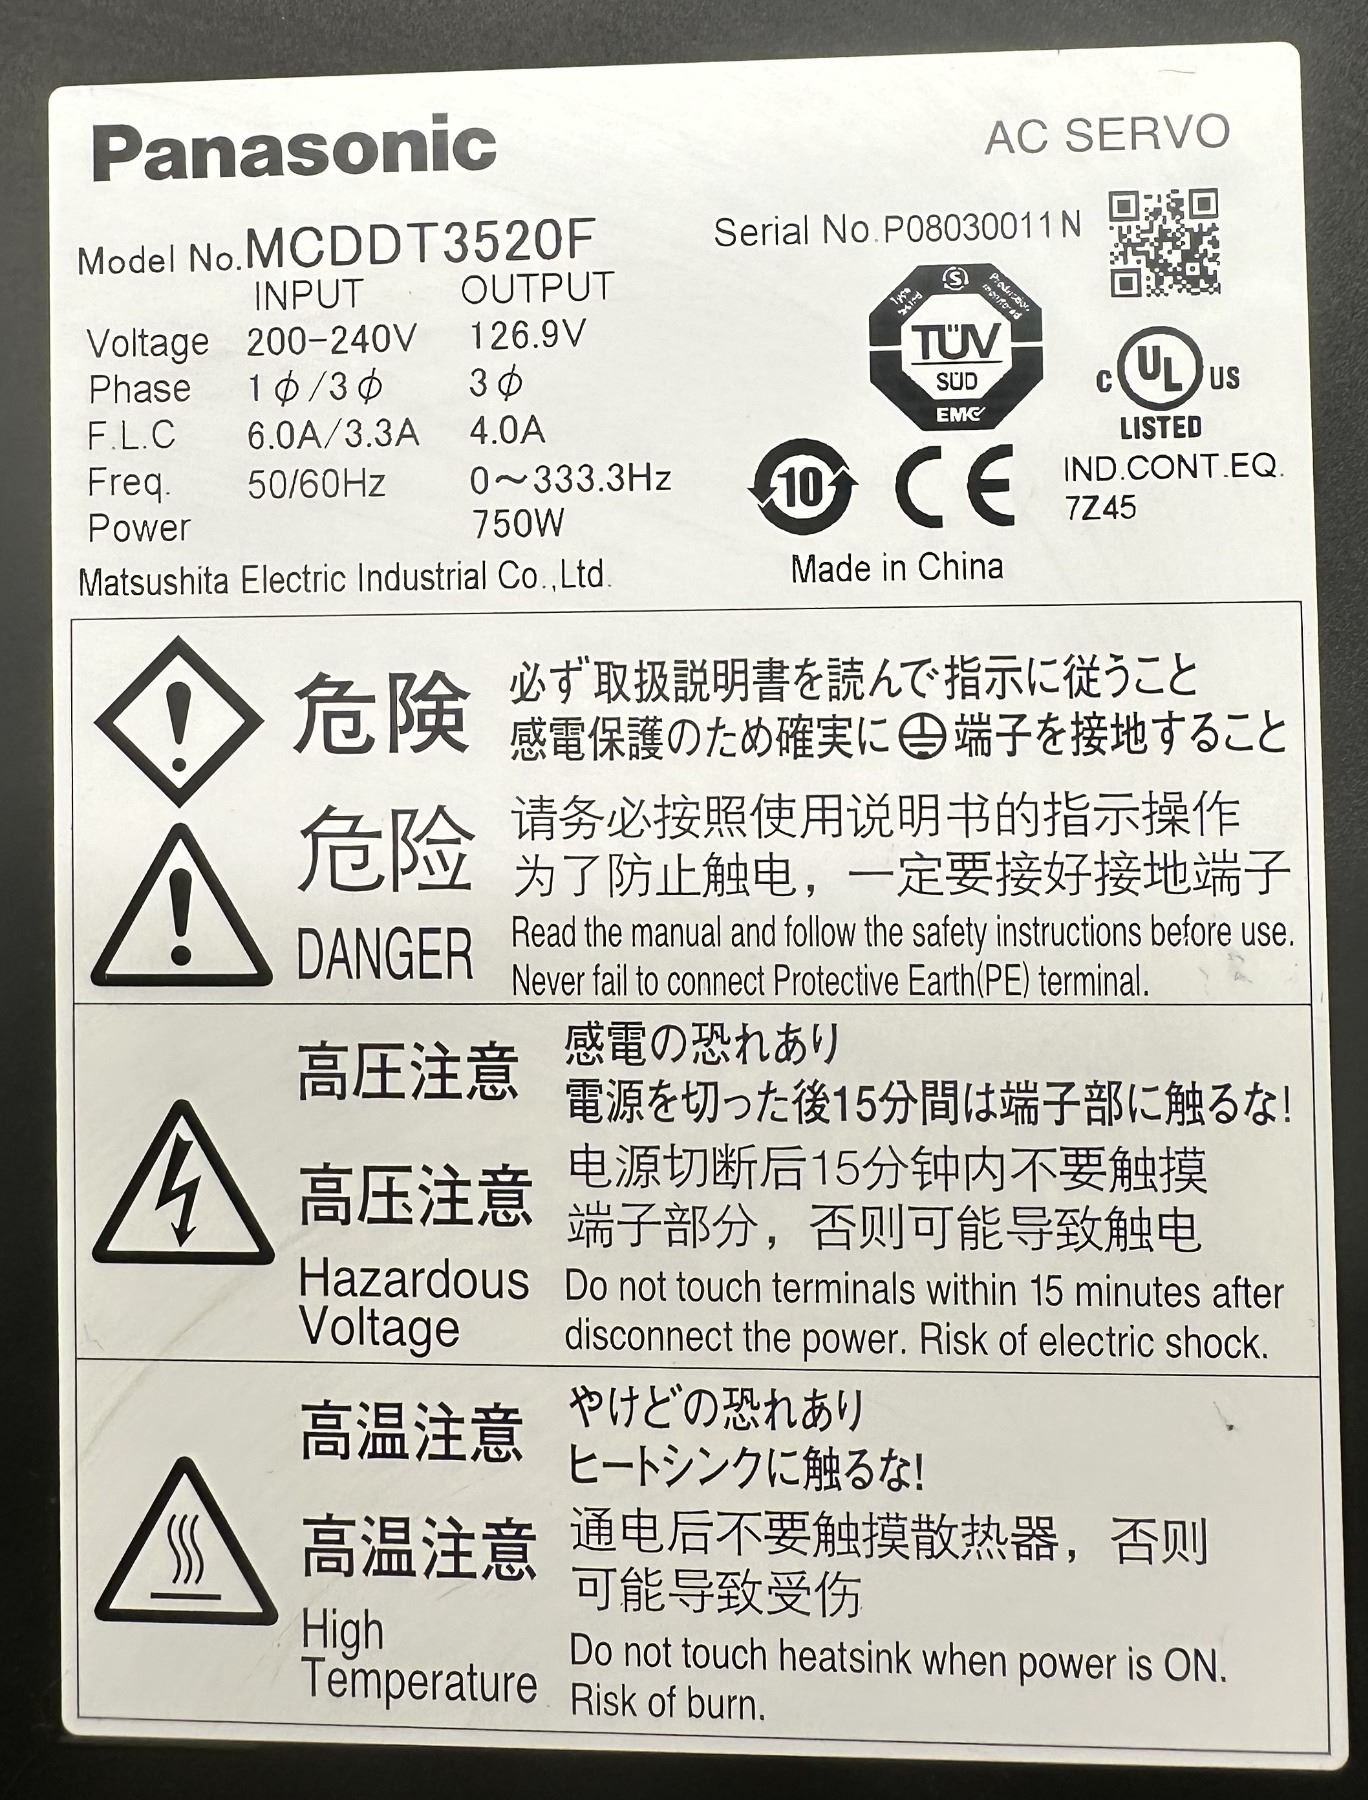 Panasonic
AC SERVO
Model No.MCDDT3520F
Serial No.P08030011N
INPUT OUTPUT
Voltage 200-240V 126.9V
Phase 1ϕ/3ϕ 3ϕ
F.L.C 6.0A/3.3A 4.0A
Freq. 50/60Hz 0～333.3Hz
Power 750W
Matsushita Electric Industrial Co.,Ltd.
TÜV
SÜD
EMC
C UL US
LISTED
IND.CONT.EQ.
7Z45
10 CE
Made in China
危険
必ず取扱説明書を読んで指示に従うこと
感電保護のため確実に端子を接地すること
危险
请务必按照使用说明书的指示操作
为了防止触电，一定要接好接地端子
DANGER
Read the manual and follow the safety instructions before use.
Never fail to connect Protective Earth(PE) terminal.
高圧注意
感電の恐れあり
電源を切った後15分間は端子部に触るな!
高压注意
电源切断后15分钟内不要触摸
端子部分，否则可能导致触电
Hazardous
Voltage
Do not touch terminals within 15 minutes after
disconnect the power. Risk of electric shock.
高温注意
やけどの恐れあり
ヒートシンクに触るな!
高温注意
通电后不要触摸散热器，否则
可能导致受伤
High
Temperature
Do not touch heatsink when power is ON.
Risk of burn.